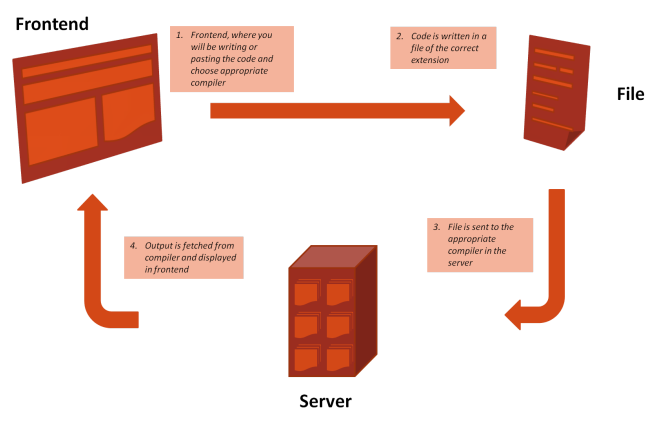 Frontend
1. Frontend, where you
will be writing or
pasting the code and
choose appropriate
compiler
2. Code is written in a
file of the correct
extension
File
3. File is sent to the
appropriate
compiler in the
server
4. Output is fetched from
compiler and displayed
in frontend
Server